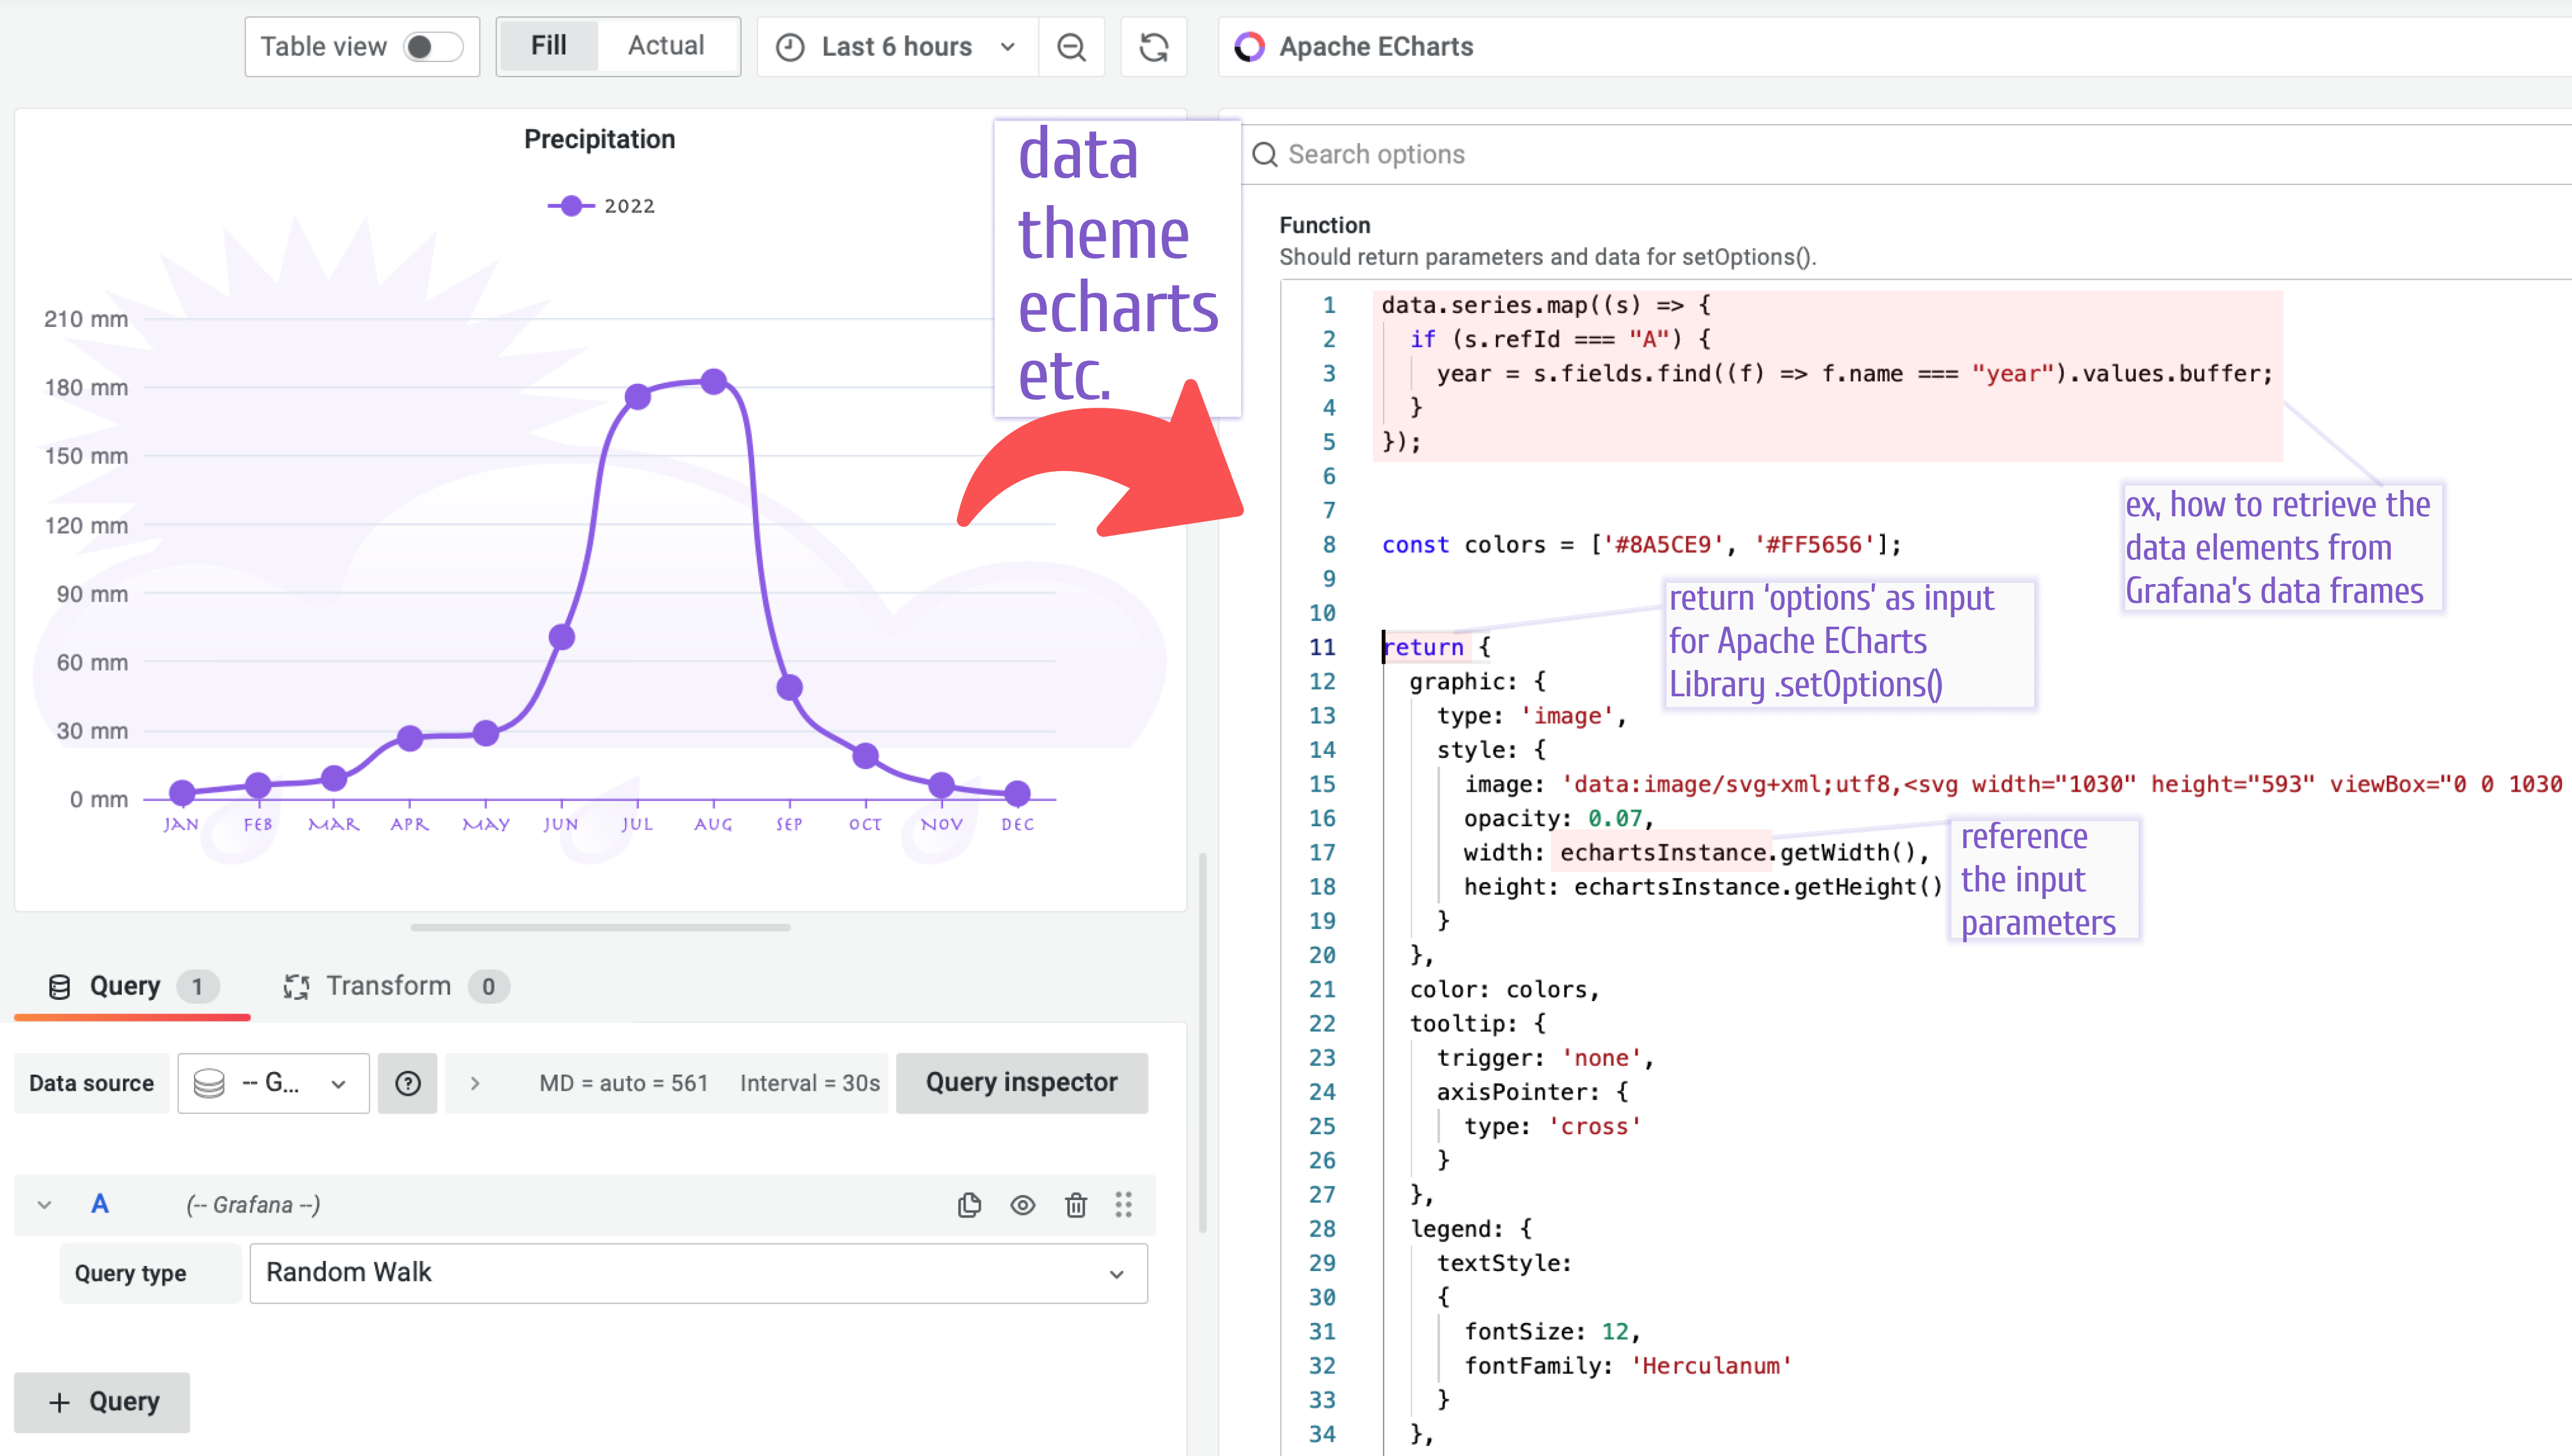 Table view
Fill
Actual
Last 6 hours
Apache ECharts
Precipitation
2022
210 mm
180 mm
150 mm
120 mm
90 mm
60 mm
30 mm
0 mm
JAN FEB MAR APR MAY JUN JUL AUG SEP OCT NOV DEC
data
theme
echarts
etc.
Query 1
Transform 0
Data source
-- G...
MD = auto = 561
Interval = 30s
Query inspector
A
(-- Grafana --)
Query type
Random Walk
+ Query
Search options
Function
Should return parameters and data for setOptions().
1 data.series.map((s) => {
2 if (s.refId === "A") {
3 year = s.fields.find((f) => f.name === "year").values.buffer;
4 }
5 });
6
7
8 const colors = ['#8A5CE9', '#FF5656'];
9
10
11 return {
12 graphic: {
13 type: 'image',
14 style: {
15 image: 'data:image/svg+xml;utf8,<svg width="1030" height="593" viewBox="0 0 1030
16 opacity: 0.07,
17 width: echartsInstance.getWidth(),
18 height: echartsInstance.getHeight()
19 }
20 },
21 color: colors,
22 tooltip: {
23 trigger: 'none',
24 axisPointer: {
25 type: 'cross'
26 }
27 },
28 legend: {
29 textStyle:
30 {
31 fontSize: 12,
32 fontFamily: 'Herculanum'
33 }
34 },
ex, how to retrieve the
data elements from
Grafana's data frames
return ‘options’ as input
for Apache ECharts
Library .setOptions()
reference
the input
parameters